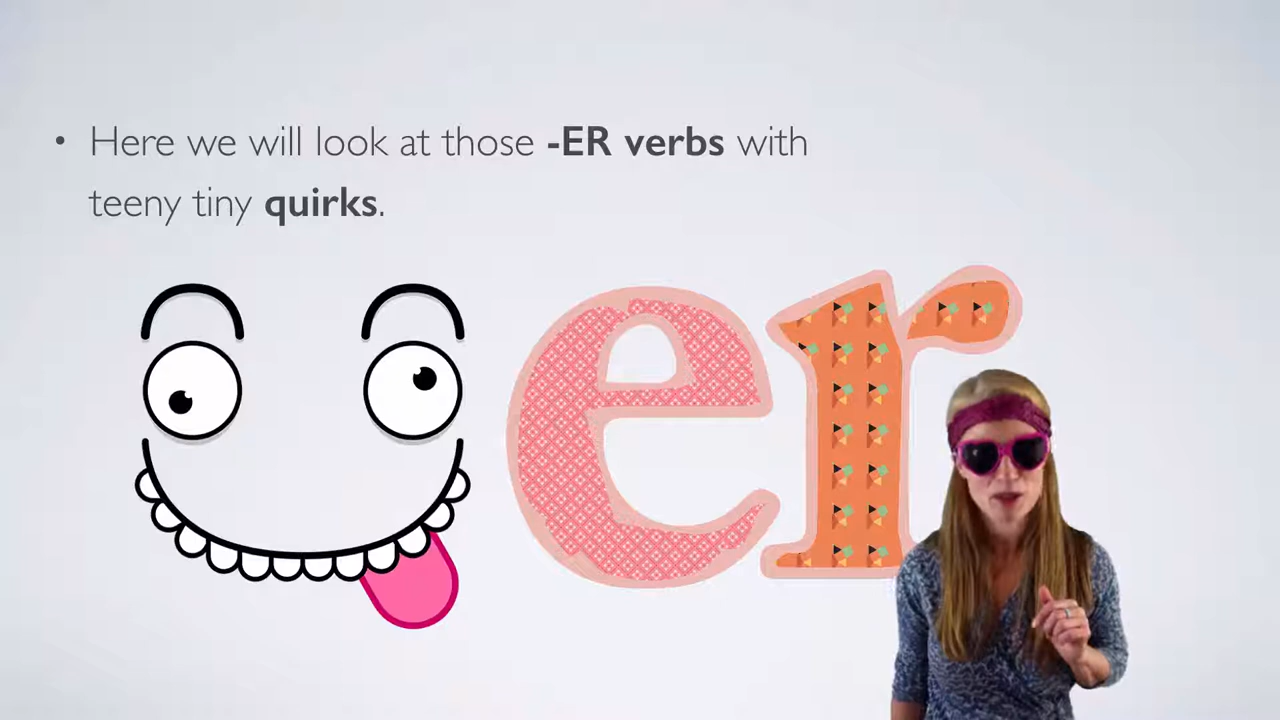 • Here we will look at those -ER verbs with
teeny tiny quirks.
er